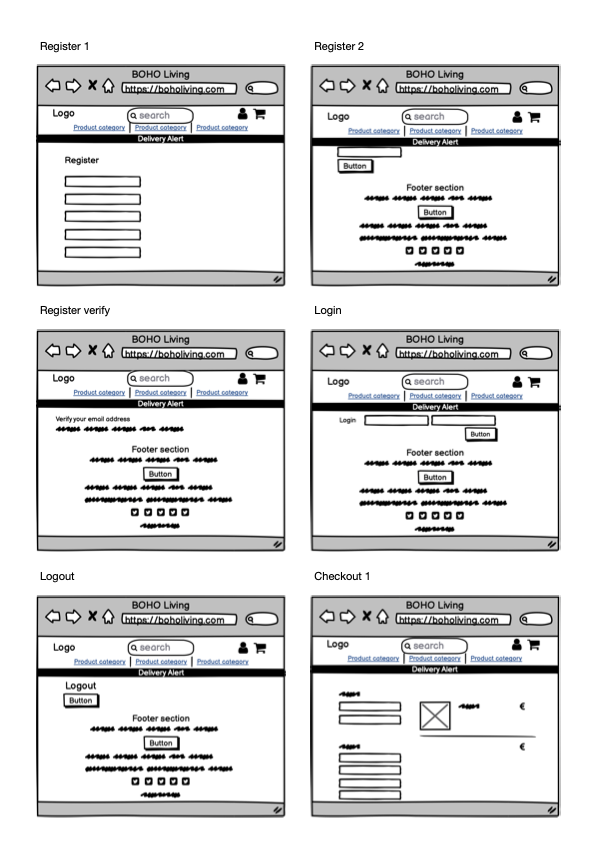 Register 1
BOHO Living
https://boholiving.com
Logo
search
Product category Product category Product category
Delivery Alert
Register
Register 2
BOHO Living
https://boholiving.com
Logo
search
Product category Product category Product category
Delivery Alert
Button
Footer section
Button
Register verify
BOHO Living
https://boholiving.com
Logo
search
Product category Product category Product category
Delivery Alert
Verify your email address
Footer section
Button
Login
BOHO Living
https://boholiving.com
Logo
search
Product category Product category Product category
Delivery Alert
Login
Button
Footer section
Button
Logout
BOHO Living
https://boholiving.com
Logo
search
Product category Product category Product category
Delivery Alert
Logout
Button
Footer section
Button
Checkout 1
BOHO Living
https://boholiving.com
Logo
search
Product category Product category Product category
Delivery Alert
€
€